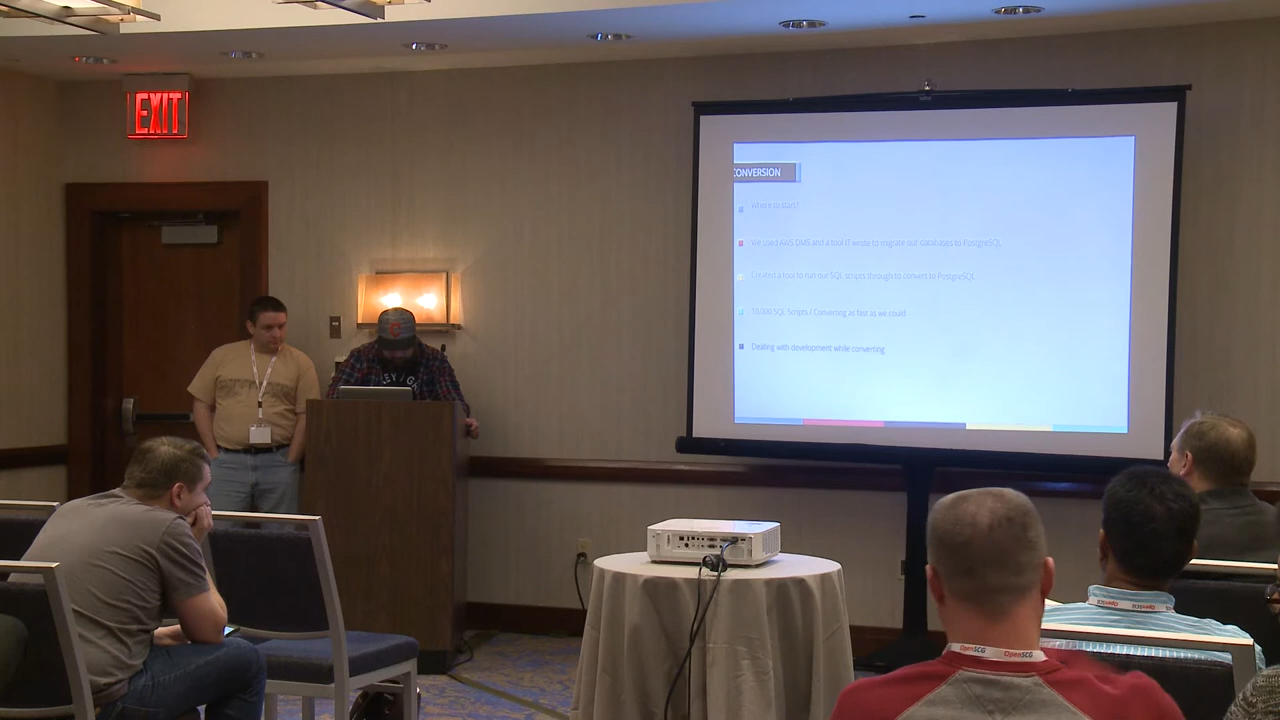 EXIT
CONVERSION
Where to start?
We used AWS DMS and a tool IT wrote to migrate our databases to PostgreSQL
Created a tool to run our SQL scripts through to convert to PostgreSQL
10,000 SQL Scripts / Converting as fast as we could
Dealing with development while converting
OpenSCG
OpenSCG